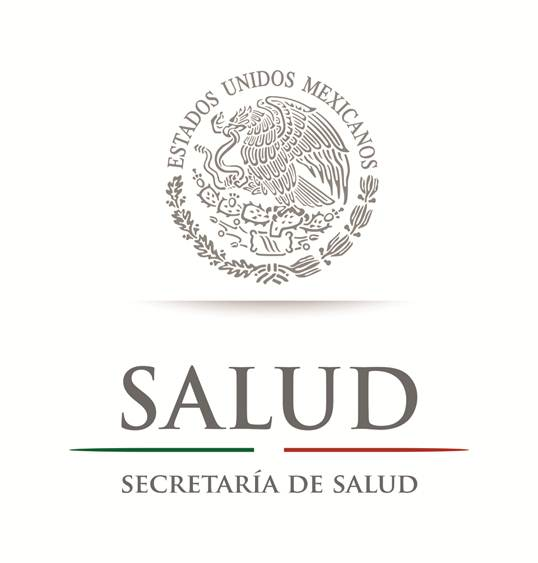 ESTADOS UNIDOS MEXICANOS
SALUD
SECRETARÍA DE SALUD